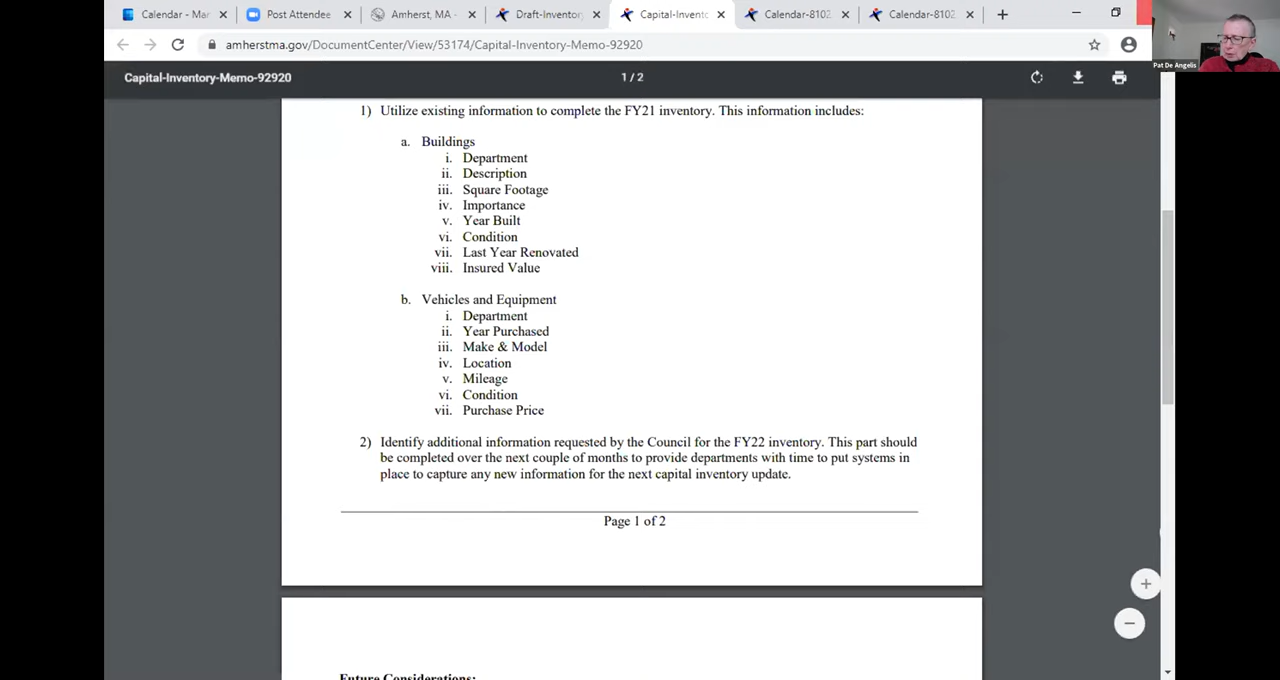 Calendar - Mar
Post Attendee
Amherst, MA -
Draft-Inventor
Capital-Invento
Calendar-8102
Calendar-8102
amherstma.gov/DocumentCenter/View/53174/Capital-Inventory-Memo-92920
Pat De Angelis
Capital-Inventory-Memo-92920
1 / 2
1) Utilize existing information to complete the FY21 inventory. This information includes:
a. Buildings
i. Department
ii. Description
iii. Square Footage
iv. Importance
v. Year Built
vi. Condition
vii. Last Year Renovated
viii. Insured Value
b. Vehicles and Equipment
i. Department
ii. Year Purchased
iii. Make & Model
iv. Location
v. Mileage
vi. Condition
vii. Purchase Price
2) Identify additional information requested by the Council for the FY22 inventory. This part should
be completed over the next couple of months to provide departments with time to put systems in
place to capture any new information for the next capital inventory update.
Page 1 of 2
Future Considerations: